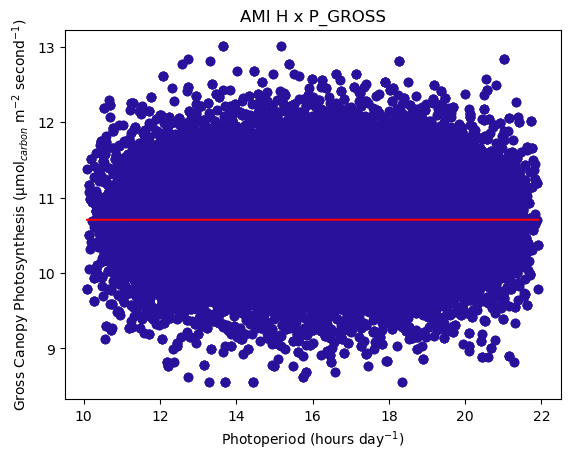 AMI H x P_GROSS
Gross Canopy Photosynthesis (µmol$_{carbon}$ m$^{-2}$ second$^{-1}$)
13
12
11
10
9
10 12 14 16 18 20 22
Photoperiod (hours day$^{-1}$)